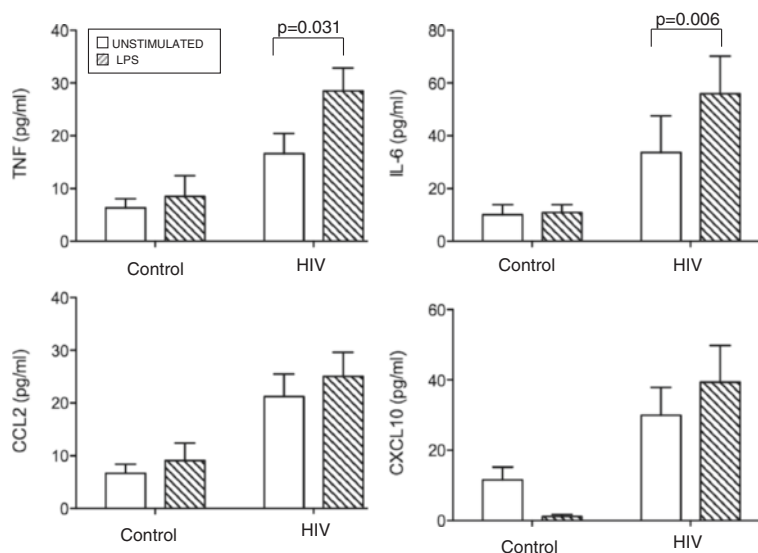 p=0.031
UNSTIMULATED
LPS
TNF (pg/ml)
40
30
20
10
0
Control
HIV
p=0.006
IL-6 (pg/ml)
80
60
40
20
0
Control
HIV
CCL2 (pg/ml)
40
30
20
10
0
Control
HIV
CXCL10 (pg/ml)
60
40
20
0
Control
HIV